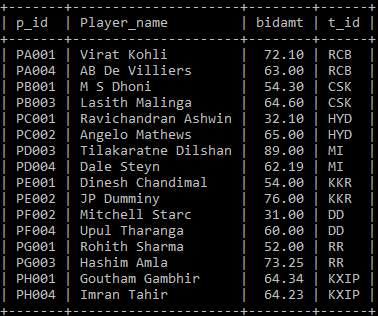 +-------+----------------------+--------+------+
| p_id  | Player_name          | bidamt | t_id |
+-------+----------------------+--------+------+
| PA001 | Virat Kohli          |  72.10 | RCB  |
| PA004 | AB De Villiers       |  63.00 | RCB  |
| PB001 | M S Dhoni            |  54.30 | CSK  |
| PB003 | Lasith Malinga       |  64.60 | CSK  |
| PC001 | Ravichandran Ashwin  |  32.10 | HYD  |
| PC002 | Angelo Mathews       |  65.00 | HYD  |
| PD003 | Tilakaratne Dilshan  |  89.00 | MI   |
| PD004 | Dale Steyn           |  62.19 | MI   |
| PE001 | Dinesh Chandimal     |  54.00 | KKR  |
| PE002 | JP Dumminy           |  76.00 | KKR  |
| PF002 | Mitchell Starc       |  31.00 | DD   |
| PF004 | Upul Tharanga        |  60.00 | DD   |
| PG001 | Rohith Sharma        |  52.00 | RR   |
| PG003 | Hashim Amla          |  73.25 | RR   |
| PH001 | Goutham Gambhir      |  64.34 | KXIP |
| PH004 | Imran Tahir          |  64.23 | KXIP |
+-------+----------------------+--------+------+